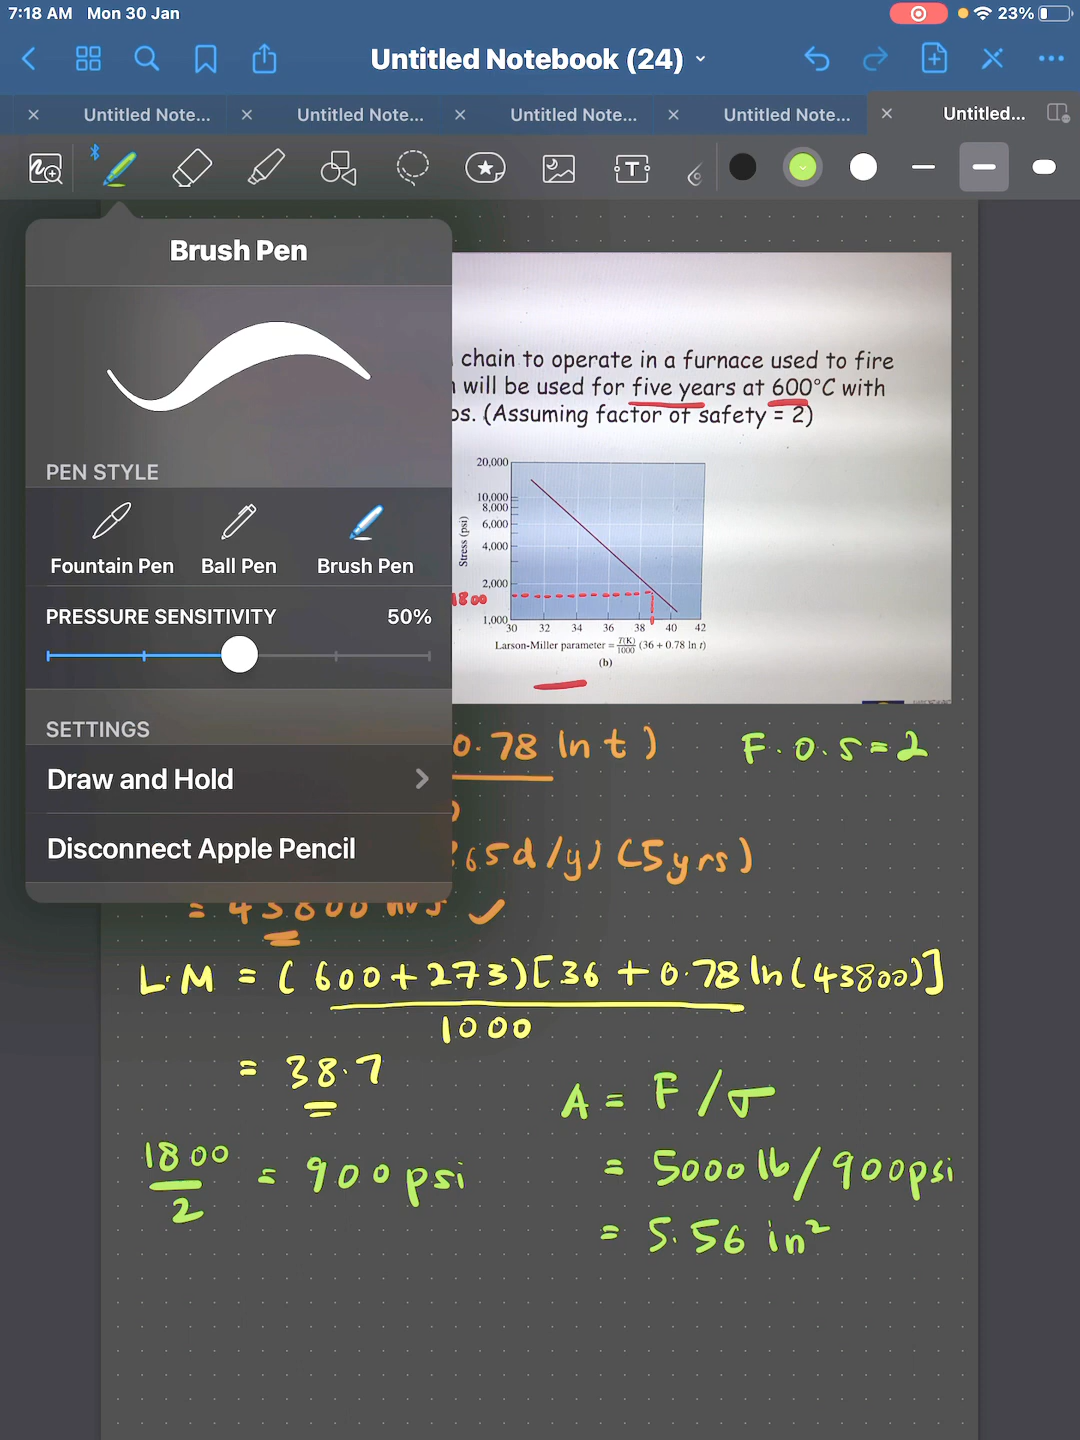 7:18 AM Mon 30 Jan
23%
Untitled Notebook (24)
Untitled Note...
Untitled Note...
Untitled Note...
Untitled Note...
Untitled...
Brush Pen
PEN STYLE
Fountain Pen
Ball Pen
Brush Pen
PRESSURE SENSITIVITY 50%
SETTINGS
Draw and Hold
Disconnect Apple Pencil
chain to operate in a furnace used to fire
will be used for five years at 600°C with
os. (Assuming factor of safety = 2)
20,000
10,000
8,000
6,000
4,000
2,000
1800
1,000
Stress (psi)
30 32 34 36 38 40 42
Larson-Miller parameter = T(K)/1000 (36 + 0.78 ln t)
(b)
0.78 ln t)
F.O.S = 2
65d/y) (5yrs)
= 43800 hrs ✓
L.M = (600+273)[36 + 0.78 ln(43800)]
1000
= 38.7
A = F/σ
1800
2
= 900psi
= 5000 lb/900psi
= 5.56 in²